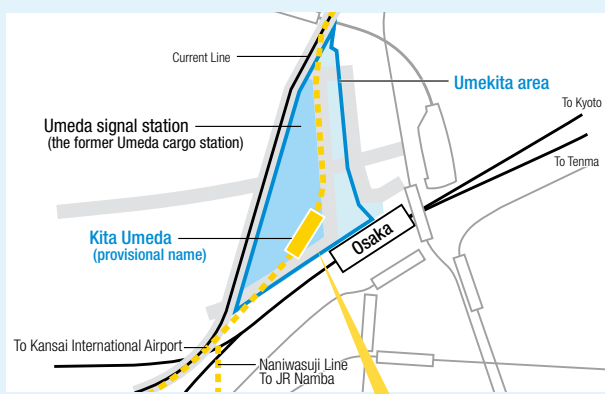 Current Line
Umekita area
To Kyoto
Umeda signal station
(the former Umeda cargo station)
To Tenma
Kita Umeda
(provisional name)
Osaka
To Kansai International Airport
Naniwasuji Line
To JR Namba